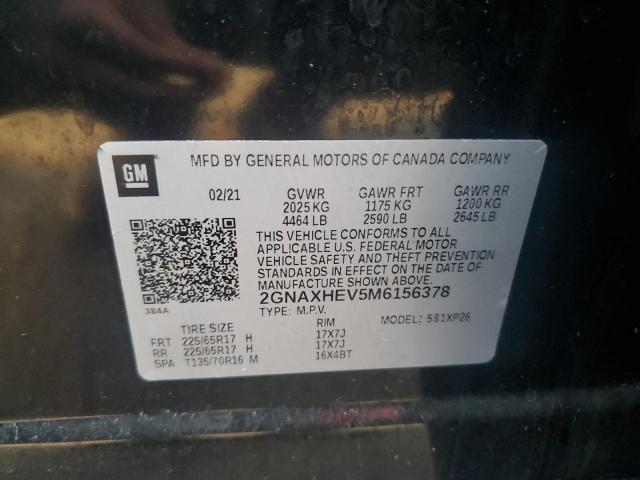 GM
MFD BY GENERAL MOTORS OF CANADA COMPANY
02/21 GVWR GAWR FRT GAWR RR
2025 KG 1175 KG 1200 KG
4464 LB 2590 LB 2645 LB
THIS VEHICLE CONFORMS TO ALL
APPLICABLE U.S. FEDERAL MOTOR
VEHICLE SAFETY AND THEFT PREVENTION
STANDARDS IN EFFECT ON THE DATE OF
MANUFACTURE SHOWN ABOVE.
384A 2GNAXHEV5M6156378
TYPE: M.P.V. MODEL: 581XP26
TIRE SIZE RIM
FRT 225/65R17 H 17X7J
RR 225/65R17 H 17X7J
SPA T135/70R16 M 16X4BT